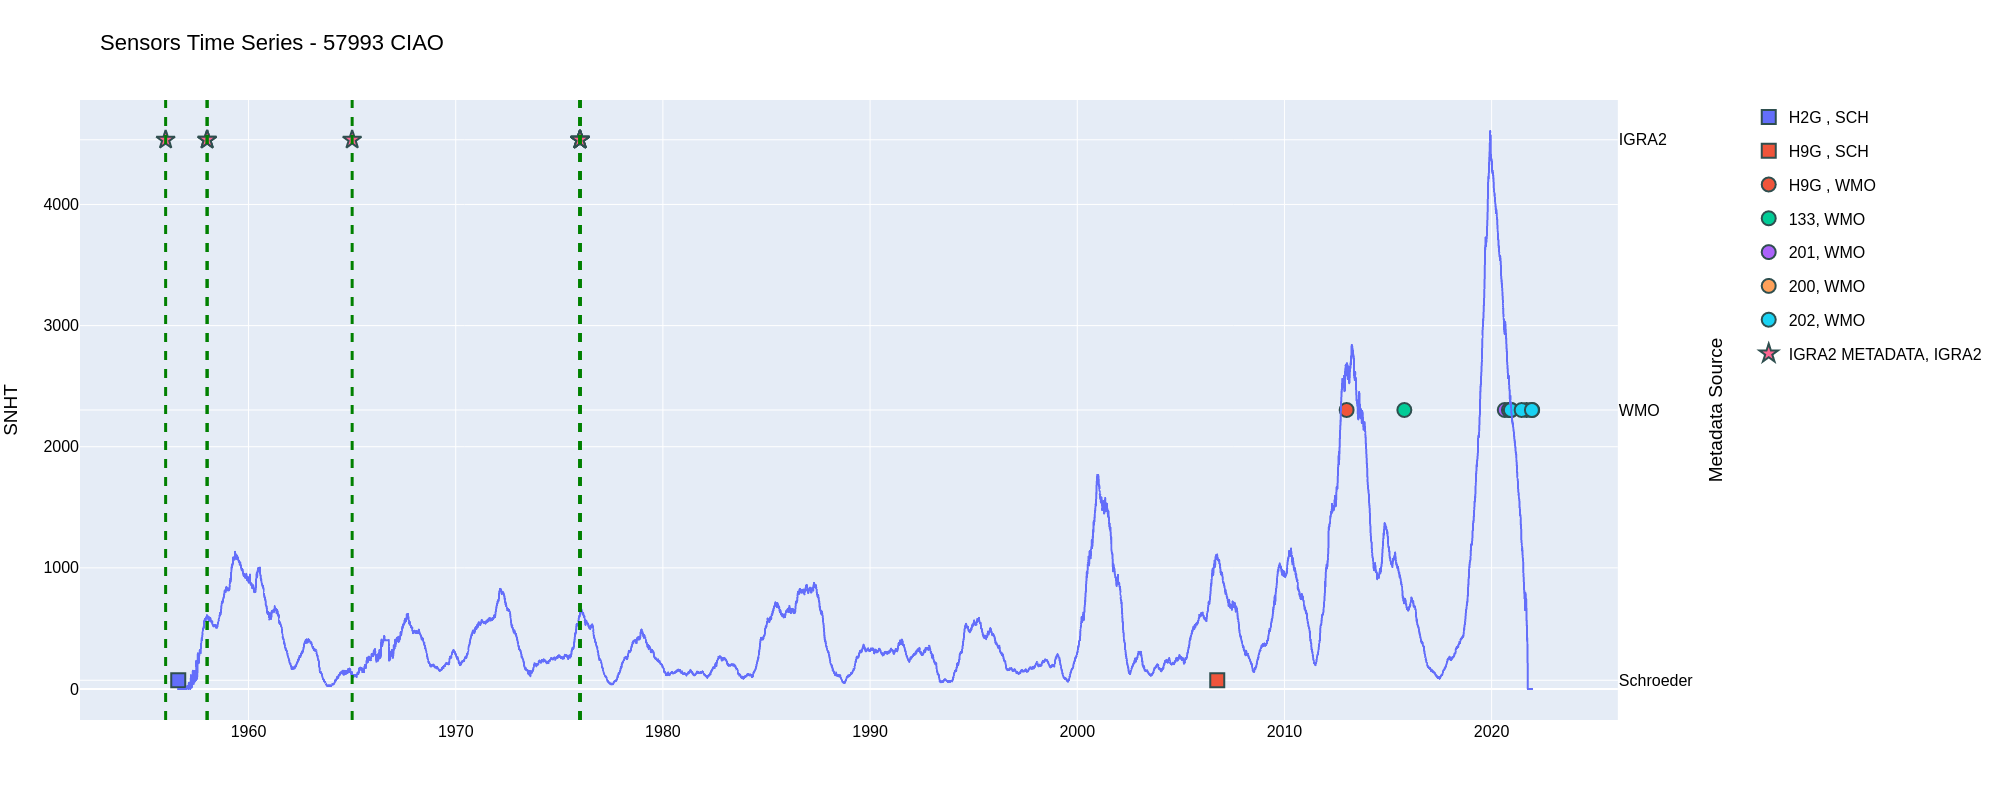 Sensors Time Series - 57993 CIAO
SNHT
4000
3000
2000
1000
0
1960
1970
1980
1990
2000
2010
2020
IGRA2
WMO
Schroeder
Metadata Source
H2G , SCH
H9G , SCH
H9G , WMO
133, WMO
201, WMO
200, WMO
202, WMO
IGRA2 METADATA, IGRA2